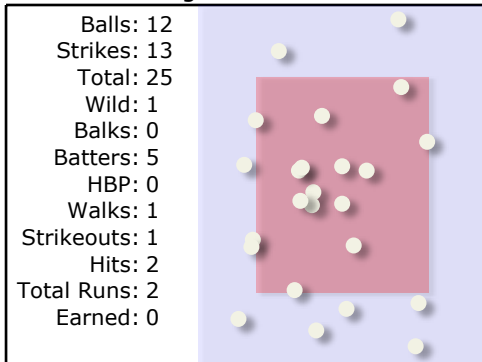 Balls: 12
Strikes: 13
Total: 25
Wild: 1
Balks: 0
Batters: 5
HBP: 0
Walks: 1
Strikeouts: 1
Hits: 2
Total Runs: 2
Earned: 0